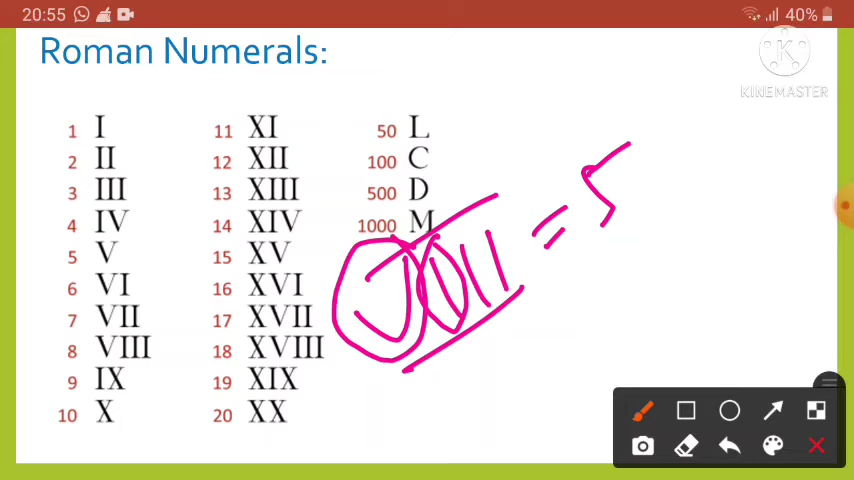 20:55 40%
KINEMASTER
Roman Numerals:
1 I 11 XI 50 L
2 II 12 XII 100 C
3 III 13 XIII 500 D
4 IV 14 XIV 1000 M
5 V 15 XV
6 VI 16 XVI
7 VII 17 XVII
8 VIII 18 XVIII
9 IX 19 XIX
10 X 20 XX
VIII = 5